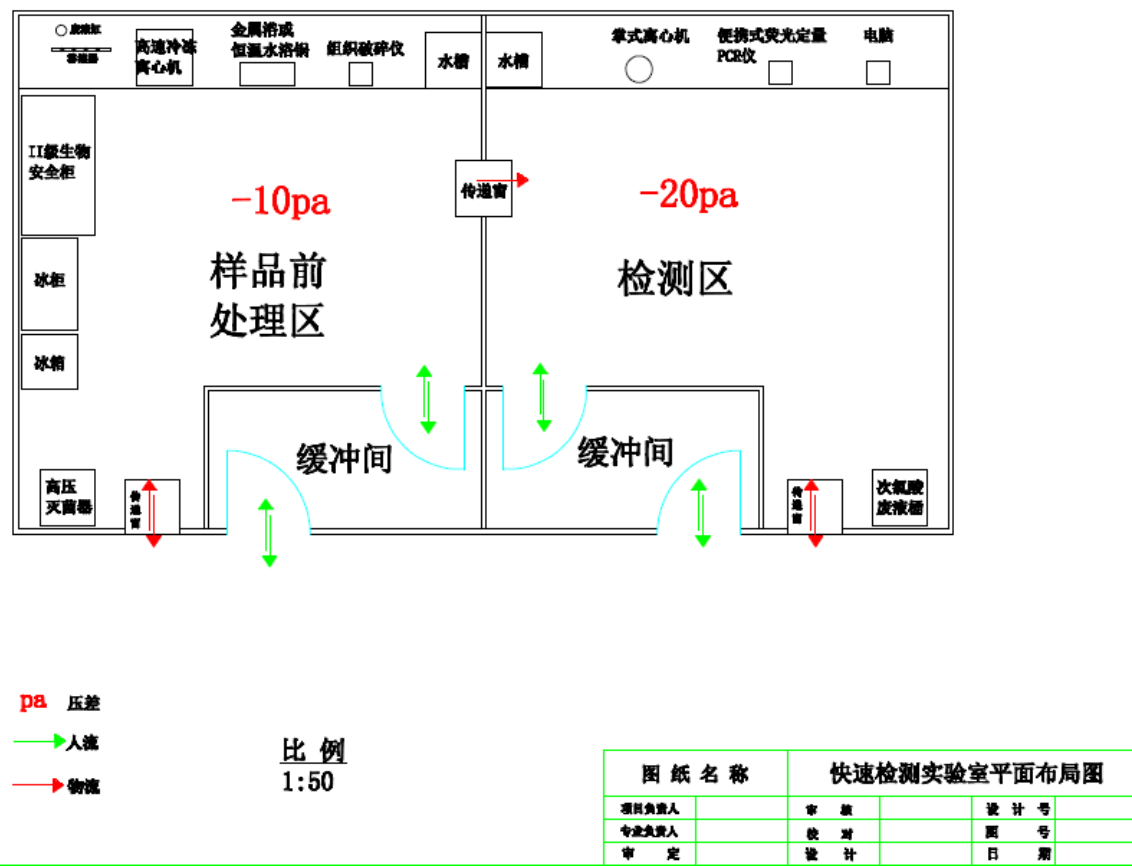 废液缸
移液器
高速冷冻
离心机
金属浴或
恒温水浴锅
组织破碎仪
水槽
水槽
掌式离心机
便携式荧光定量
PCR仪
电脑
II级生物
安全柜
传递窗
-10pa
-20pa
样品前
处理区
检测区
冰柜
冰箱
缓冲间
缓冲间
高压
灭菌器
传递窗
传递窗
次氯酸
废液桶
pa 压差
人流
物流
比 例
1:50
图 纸 名 称 快速检测实验室平面布局图
项目负责人 审 核 设 计 号
专业负责人 校 对 图 号
审 定 设 计 日 期